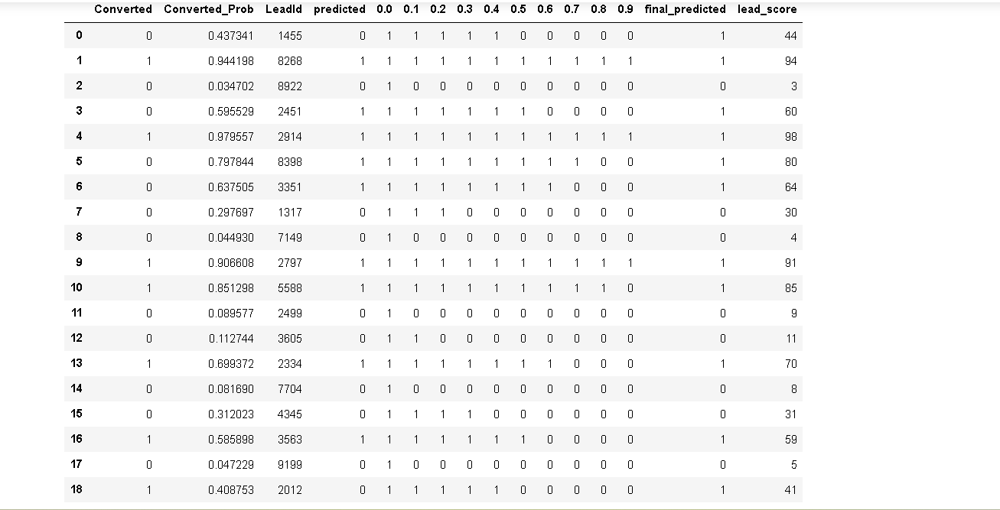 Converted Converted_Prob LeadId predicted 0.0 0.1 0.2 0.3 0.4 0.5 0.6 0.7 0.8 0.9 final_predicted lead_score
0 0 0.437341 1455 0 1 1 1 1 1 0 0 0 0 0 1 44
1 1 0.944198 8268 1 1 1 1 1 1 1 1 1 1 1 1 94
2 0 0.034702 8922 0 1 0 0 0 0 0 0 0 0 0 0 3
3 0 0.595529 2451 1 1 1 1 1 1 1 0 0 0 0 1 60
4 1 0.979557 2914 1 1 1 1 1 1 1 1 1 1 1 1 98
5 0 0.797844 8398 1 1 1 1 1 1 1 1 1 0 0 1 80
6 0 0.637505 3351 1 1 1 1 1 1 1 1 0 0 0 1 64
7 0 0.297697 1317 0 1 1 1 0 0 0 0 0 0 0 0 30
8 0 0.044930 7149 0 1 0 0 0 0 0 0 0 0 0 0 4
9 1 0.906608 2797 1 1 1 1 1 1 1 1 1 1 1 1 91
10 1 0.851298 5588 1 1 1 1 1 1 1 1 1 1 0 1 85
11 0 0.089577 2499 0 1 0 0 0 0 0 0 0 0 0 0 9
12 0 0.112744 3605 0 1 1 0 0 0 0 0 0 0 0 0 11
13 1 0.699372 2334 1 1 1 1 1 1 1 1 0 0 0 1 70
14 0 0.081690 7704 0 1 0 0 0 0 0 0 0 0 0 0 8
15 0 0.312023 4345 0 1 1 1 1 0 0 0 0 0 0 0 31
16 1 0.585898 3563 1 1 1 1 1 1 1 0 0 0 0 1 59
17 0 0.047229 9199 0 1 0 0 0 0 0 0 0 0 0 0 5
18 1 0.408753 2012 0 1 1 1 1 1 0 0 0 0 0 1 41